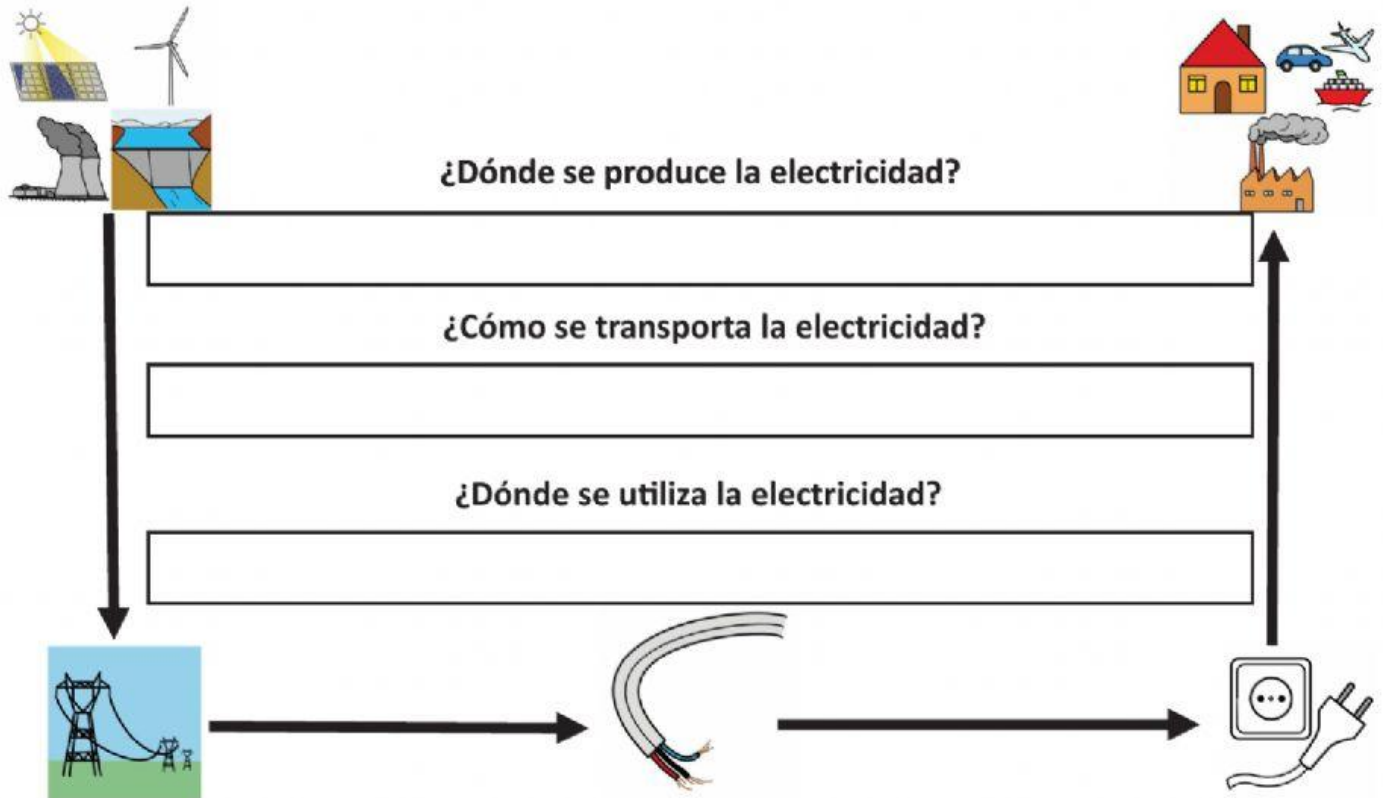 ¿Dónde se produce la electricidad?
¿Cómo se transporta la electricidad?
¿Dónde se utiliza la electricidad?